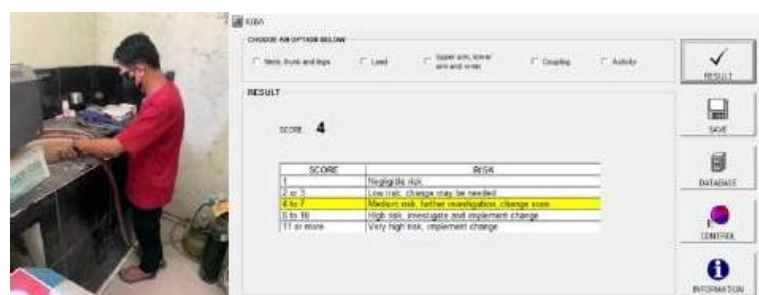 REBA
CHOOSE AN OPTION BELOW
Neck, trunk and legs
Load
Upper arm, lower arm and wrist
Coupling
Activity
RESULT
RESULT
SCORE: 4
SAVE
SCORE RISK
1 Negligible risk
2 or 3 Low risk, change may be needed
4 to 7 Medium risk, further investigation, change soon
8 to 10 High risk, investigate and implement change
11 or more Very high risk, implement change
DATABASE
CONTROL
INFORMATION